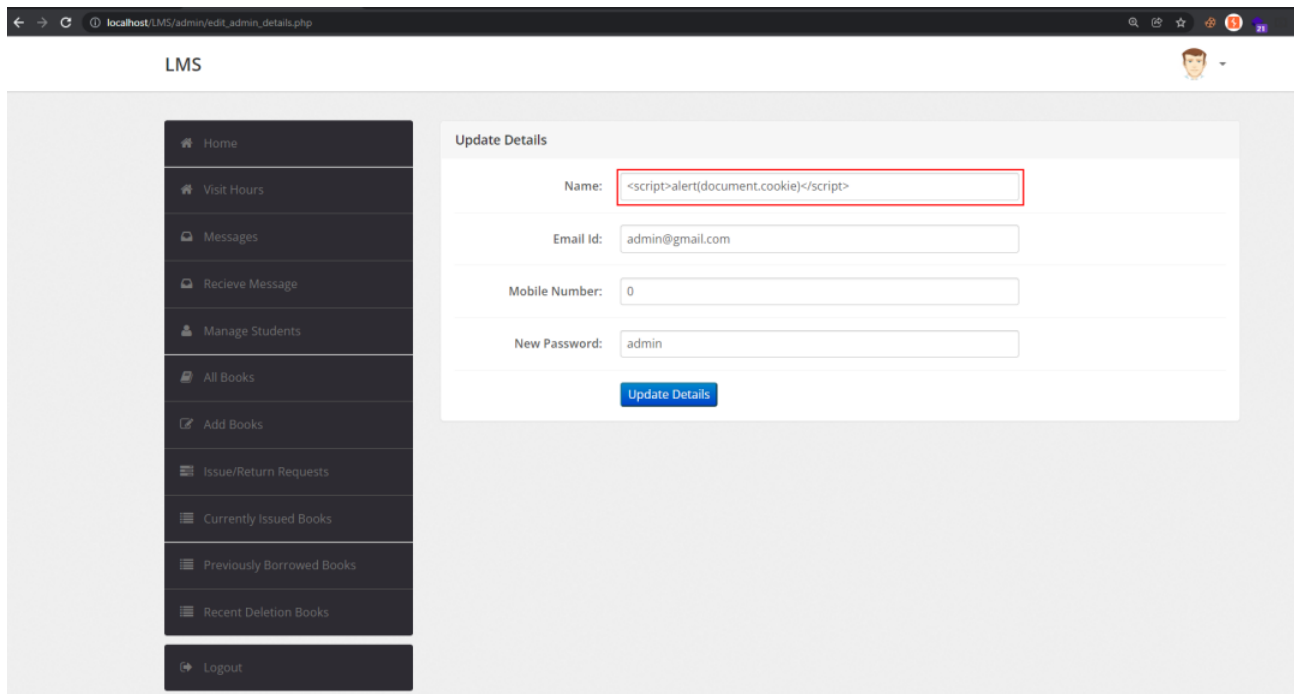 localhost/LMS/admin/edit_admin_details.php
21
LMS
Home
Visit Hours
Messages
Recieve Message
Manage Students
All Books
Add Books
Issue/Return Requests
Currently Issued Books
Previously Borrowed Books
Recent Deletion Books
Logout
Update Details
Name: <script>alert(document.cookie)</script>
Email Id: admin@gmail.com
Mobile Number: 0
New Password: admin
Update Details